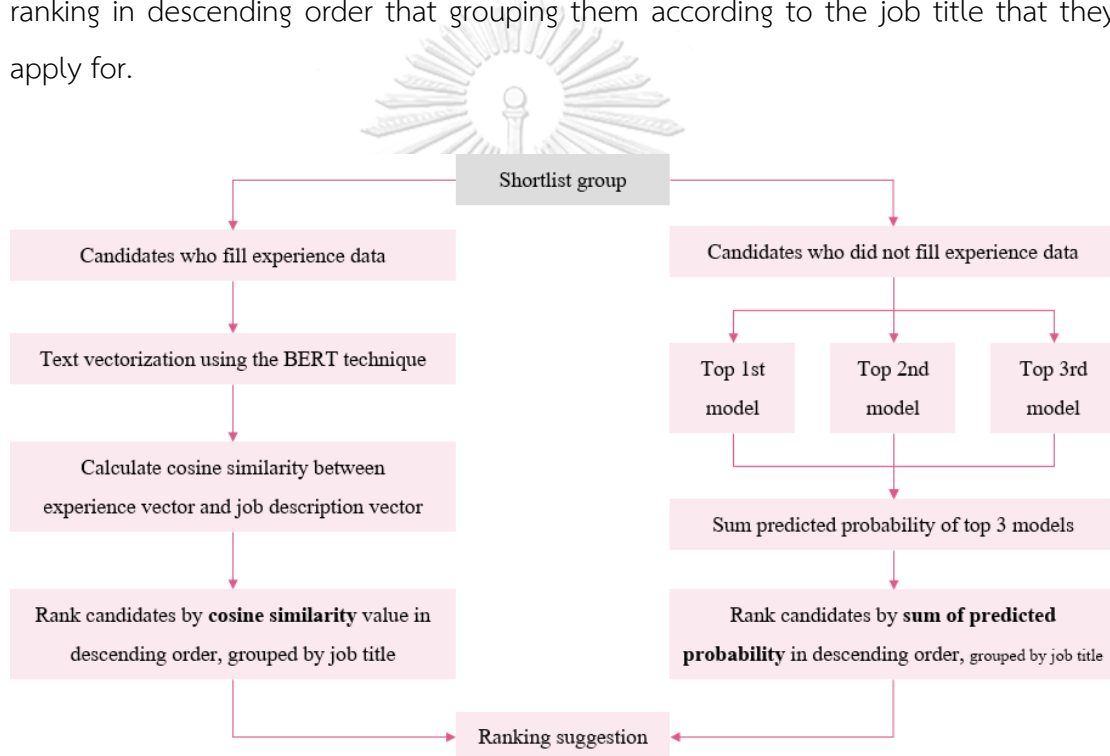 ranking in descending order that grouping them according to the job title that they
apply for.
Shortlist group
Candidates who fill experience data
Text vectorization using the BERT technique
Calculate cosine similarity between
experience vector and job description vector
Rank candidates by cosine similarity value in
descending order, grouped by job title
Candidates who did not fill experience data
Top 1st
model
Top 2nd
model
Top 3rd
model
Sum predicted probability of top 3 models
Rank candidates by sum of predicted
probability in descending order, grouped by job title
Ranking suggestion